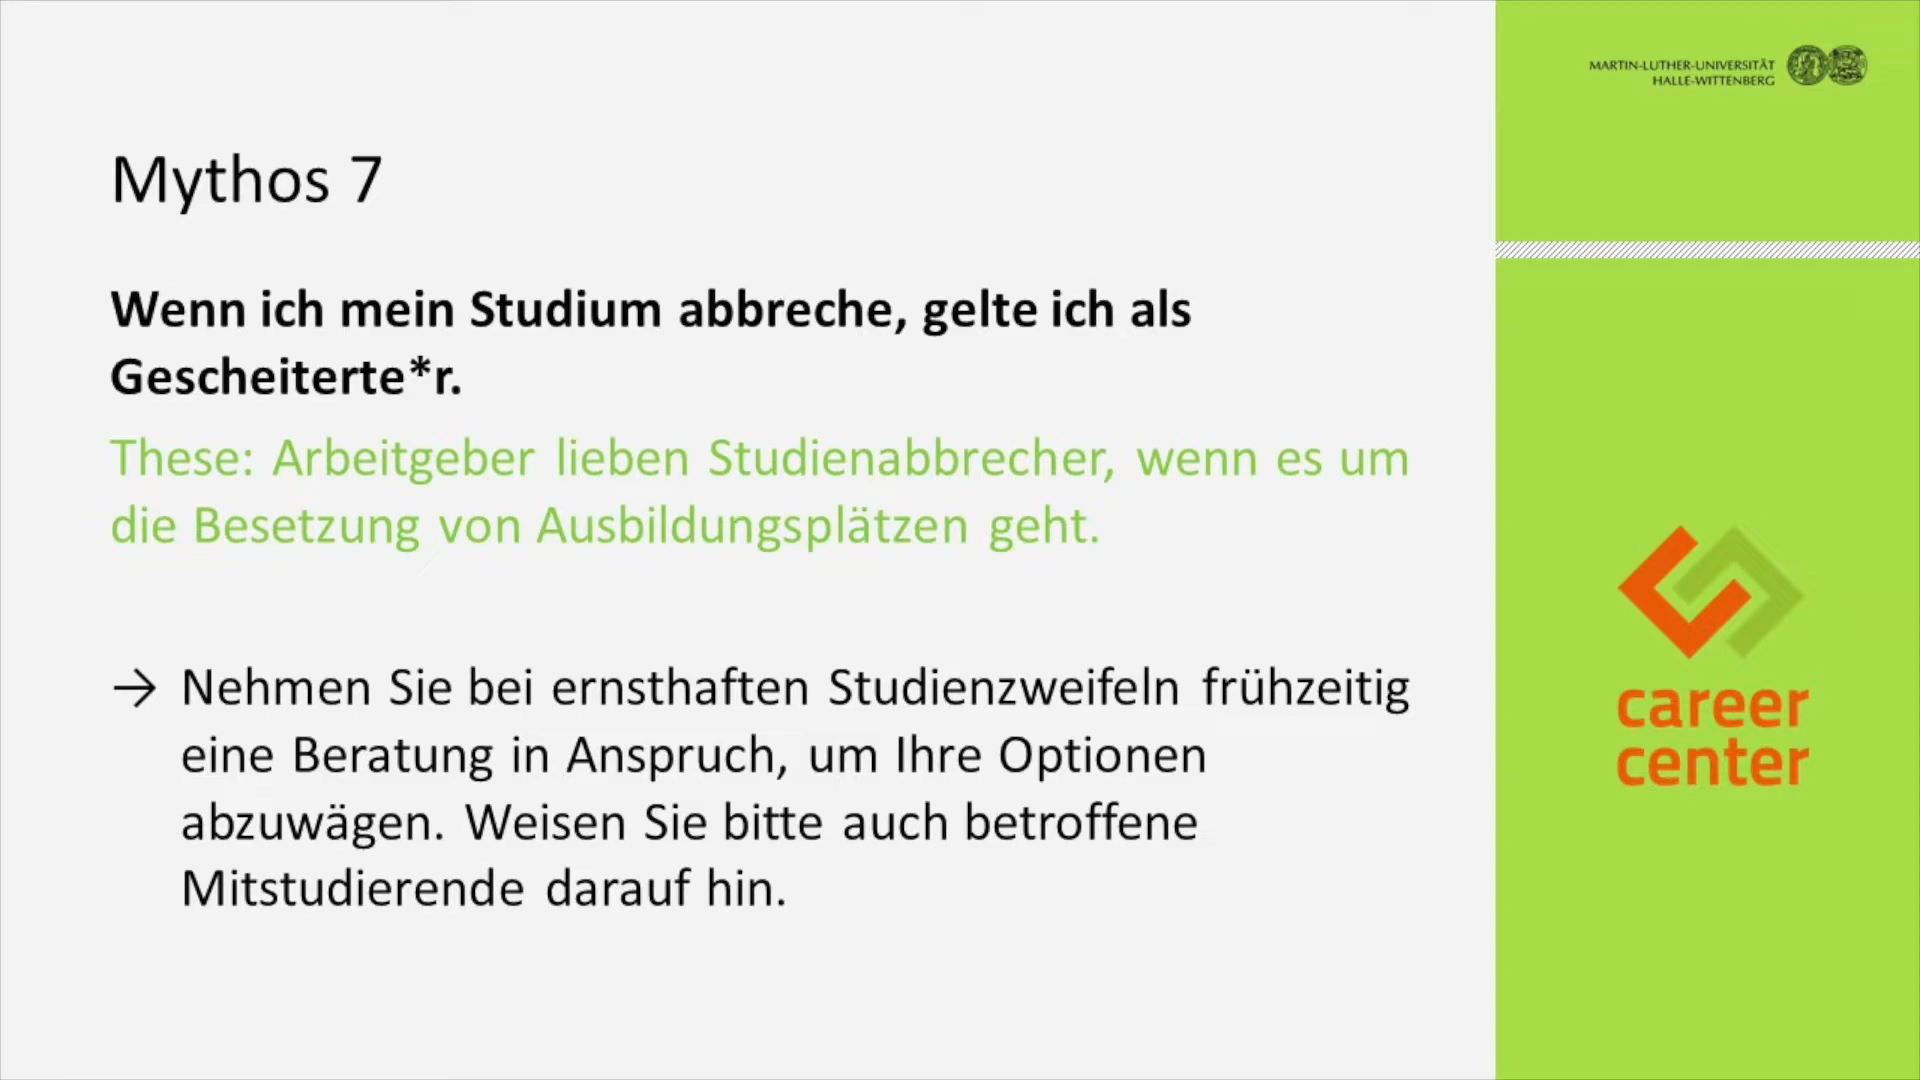 MARTIN-LUTHER-UNIVERSITÄT
HALLE-WITTENBERG
Mythos 7
Wenn ich mein Studium abbreche, gelte ich als
Gescheiterte*r.
These: Arbeitgeber lieben Studienabbrecher, wenn es um
die Besetzung von Ausbildungsplätzen geht.
→ Nehmen Sie bei ernsthaften Studienzweifeln frühzeitig
eine Beratung in Anspruch, um Ihre Optionen
abzuwägen. Weisen Sie bitte auch betroffene
Mitstudierende darauf hin.
career
center